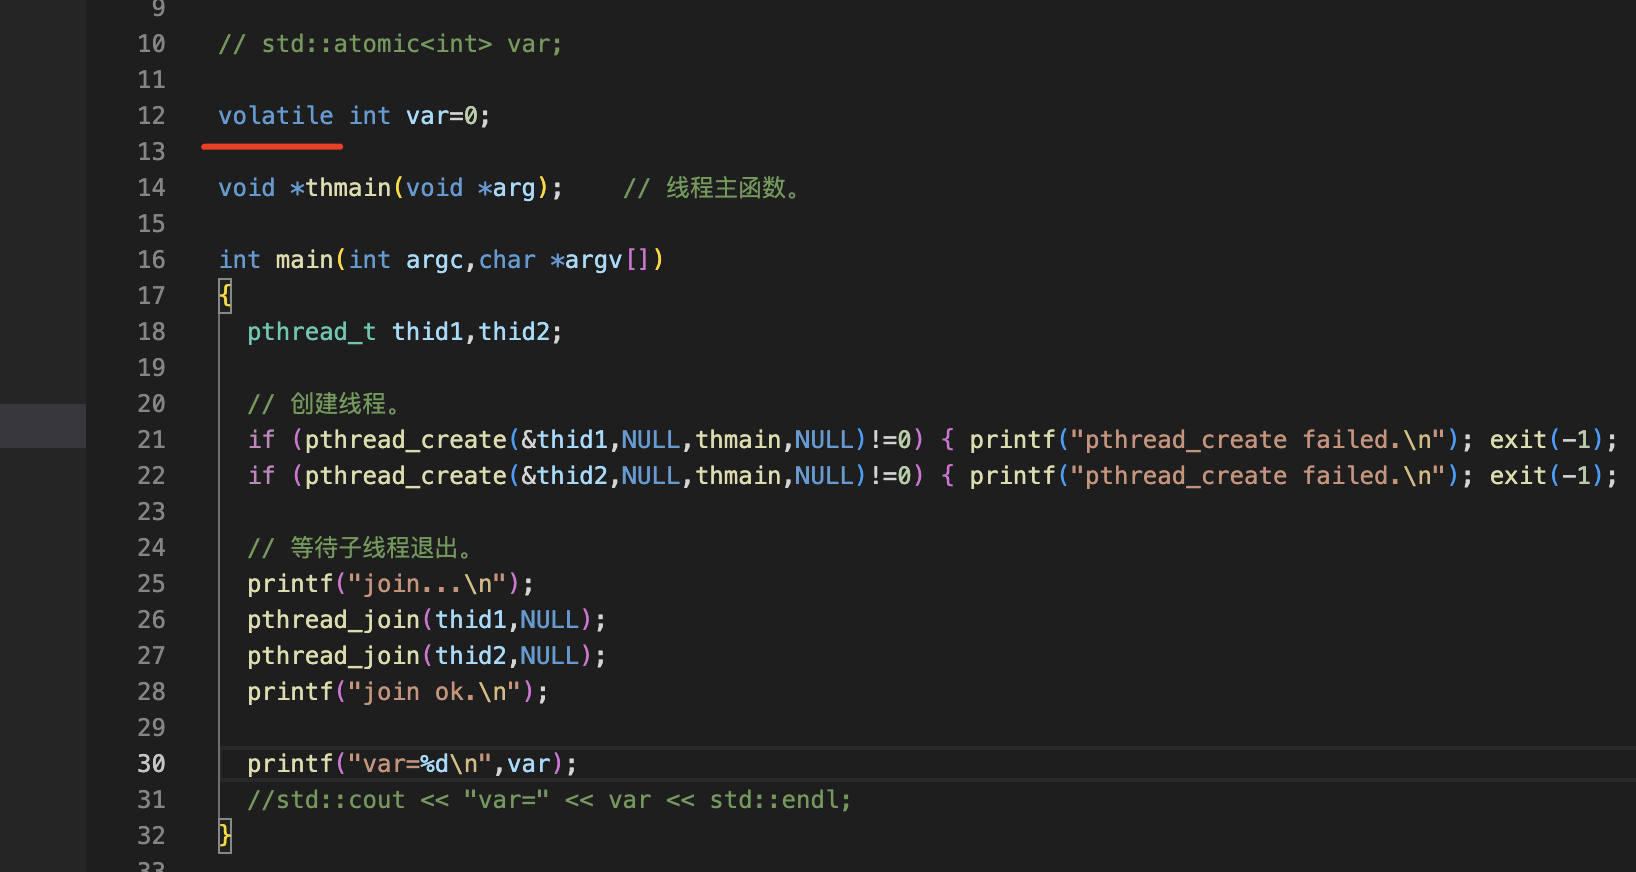 9
10 // std::atomic<int> var;
11
12 volatile int var=0;
13
14 void *thmain(void *arg);    // 线程主函数。
15
16 int main(int argc,char *argv[])
17 {
18   pthread_t thid1,thid2;
19
20   // 创建线程。
21   if (pthread_create(&thid1,NULL,thmain,NULL)!=0) { printf("pthread_create failed.\n"); exit(-1);
22   if (pthread_create(&thid2,NULL,thmain,NULL)!=0) { printf("pthread_create failed.\n"); exit(-1);
23
24   // 等待子线程退出。
25   printf("join...\n");
26   pthread_join(thid1,NULL);
27   pthread_join(thid2,NULL);
28   printf("join ok.\n");
29
30   printf("var=%d\n",var);
31   //std::cout << "var=" << var << std::endl;
32 }
33